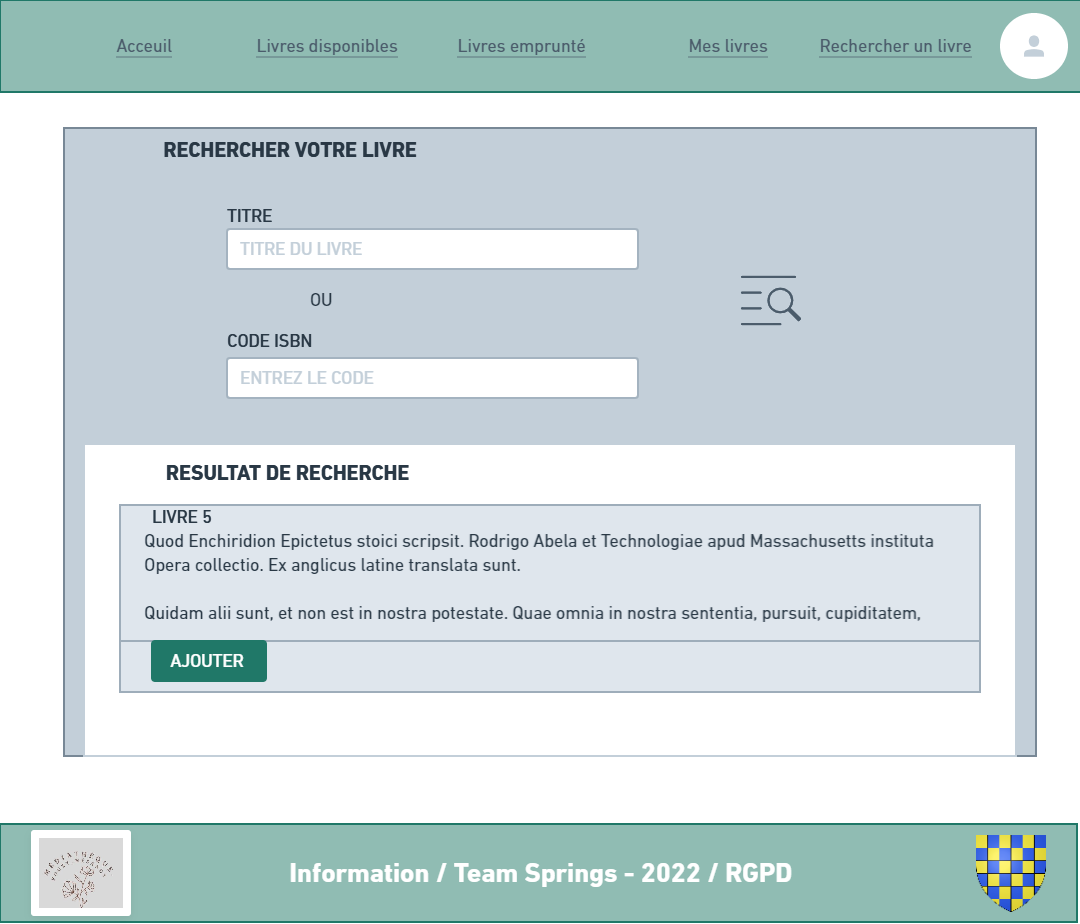 Acceuil
Livres disponibles
Livres emprunté
Mes livres
Rechercher un livre
RECHERCHER VOTRE LIVRE
TITRE
TITRE DU LIVRE
OU
CODE ISBN
ENTREZ LE CODE
RESULTAT DE RECHERCHE
LIVRE 5
Quod Enchiridion Epictetus stoici scripsit. Rodrigo Abela et Technologiae apud Massachusetts instituta
Opera collectio. Ex anglicus latine translata sunt.
Quidam alii sunt, et non est in nostra potestate. Quae omnia in nostra sententia, pursuit, cupiditatem,
AJOUTER
MÉDIATHÈQUE
Information / Team Springs - 2022 / RGPD